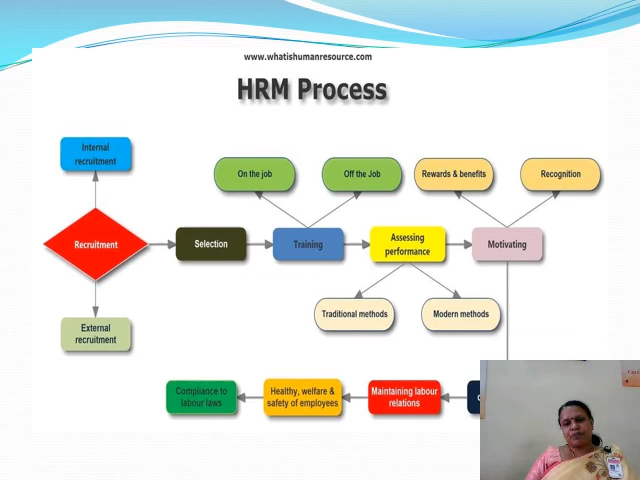 www.whatishumanresource.com
HRM Process
Internal
recruitment
On the job
Off the Job
Rewards & benefits
Recognition
Recruitment
Selection
Training
Assessing
performance
Motivating
External
recruitment
Traditional methods
Modern methods
Compliance to
labour laws
Healthy, welfare &
safety of employees
Maintaining labour
relations